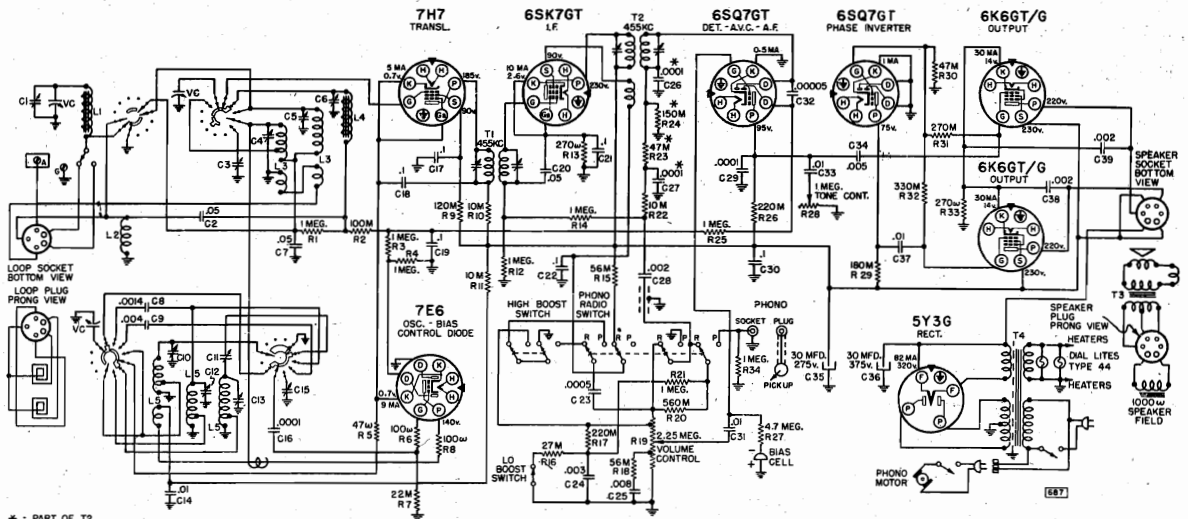 7H7
TRANSL.
6SK7GT
I.F.
T2
455KC
6SQ7GT
DET.-A.V.C.-A.F.
6SQ7GT
PHASE INVERTER
6K6GT/G
OUTPUT
C1
VC
L1
VC
C3
C4
C5
C6
L3
L3
L4
5 MA
0.7v.
185v.
90v.
K
H
H
P
S
G
G
Gs
10 MA
2.6v.
90v.
230v.
S
H
H
K
P
G
Gs
T1
455KC
.1
C17
.1
C18
270ω
R13
.1
C21
C20
.05
*
.0001
C26
*
150M
R24
*
47M
R23
*
.0001
C27
10M
R22
0.5 MA
G
K
D
D
H
H
P
95v.
.00005
C32
1 MA
G
K
D
D
H
H
P
75v.
47M
R30
30 MA
14v.
K
G
H
H
P
S
220v.
230v.
.002
C39
SPEAKER
SOCKET
BOTTOM
VIEW
270M
R31
.005
C34
.0001
C29
.01
C33
1 MEG.
TONE CONT.
R28
220M
R26
330M
R32
.01
C37
180M
R29
6K6GT/G
OUTPUT
30MA
14v.
270ω
R33
K
H
H
P
G
S
220v.
230v.
.002
C38
A
G
LOOP SOCKET
BOTTOM VIEW
L2
.05
C2
.05
C7
1 MEG.
R1
100M
R2
1 MEG.
R3
R4
1 MEG.
.1
C19
120M
R9
10M
R10
10M
R11
1 MEG.
R12
1 MEG.
R14
1 MEG.
R25
.1
C22
56M
R15
.002
C28
.1
C30
LOOP PLUG
PRONG VIEW
VC
.0014 C8
.004 C9
C10
C11
C12
C13
C15
L5
L5
L5
.0001
C16
.01
C14
7E6
OSC. - BIAS
CONTROL DIODE
D
D
K
G
P
H
H
K
0.7v.
9 MA
140v.
47ω
R5
100ω
R6
100ω
R8
22M
R7
HIGH BOOST
SWITCH
PHONO
RADIO
SWITCH
R P
R P
R P
R P
PHONO
SOCKET PLUG
PICKUP
1 MEG.
R34
.0005
C23
R21
1 MEG.
560M
R20
220M
R17
R19
2.25 MEG.
VOLUME
CONTROL
.01
C31
4.7 MEG.
R27
BIAS
CELL
27M
R16
LO
BOOST
SWITCH
.003
C24
56M
R18
.008
C25
30 MFD.
275v.
C35
30 MFD.
375v.
C36
5Y3G
RECT.
82 MA
320v.
F
F
P
P
T4
HEATERS
DIAL LITES
TYPE 44
HEATERS
T3
SPEAKER
PLUG
PRONG VIEW
1000ω
SPEAKER
FIELD
PHONO
MOTOR
687
* : PART OF T2